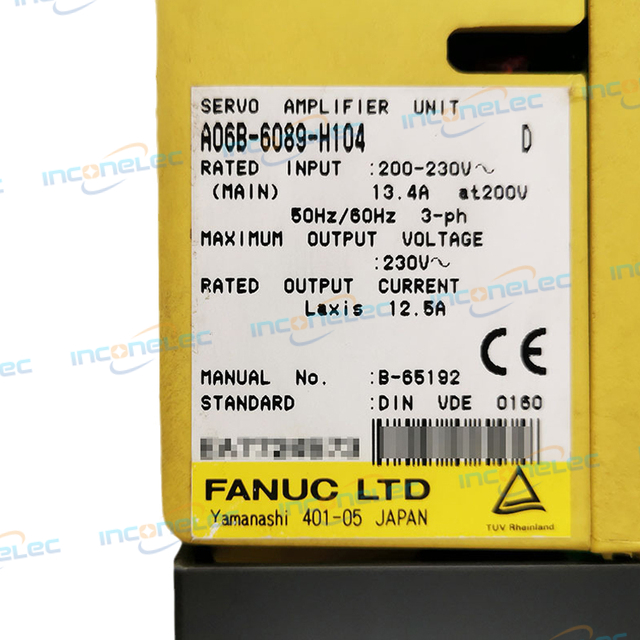 SERVO AMPLIFIER UNIT
A06B-6089-H104 D
RATED INPUT :200-230V～
(MAIN) 13.4A at200V
50Hz/60Hz 3-ph
MAXIMUM OUTPUT VOLTAGE
:230V～
RATED OUTPUT CURRENT
Laxis 12.5A
CE
MANUAL No. :B-65192
STANDARD :DIN VDE 0160
FANUC LTD
Yamanashi 401-05 JAPAN
TUV Rheinland
inconelec